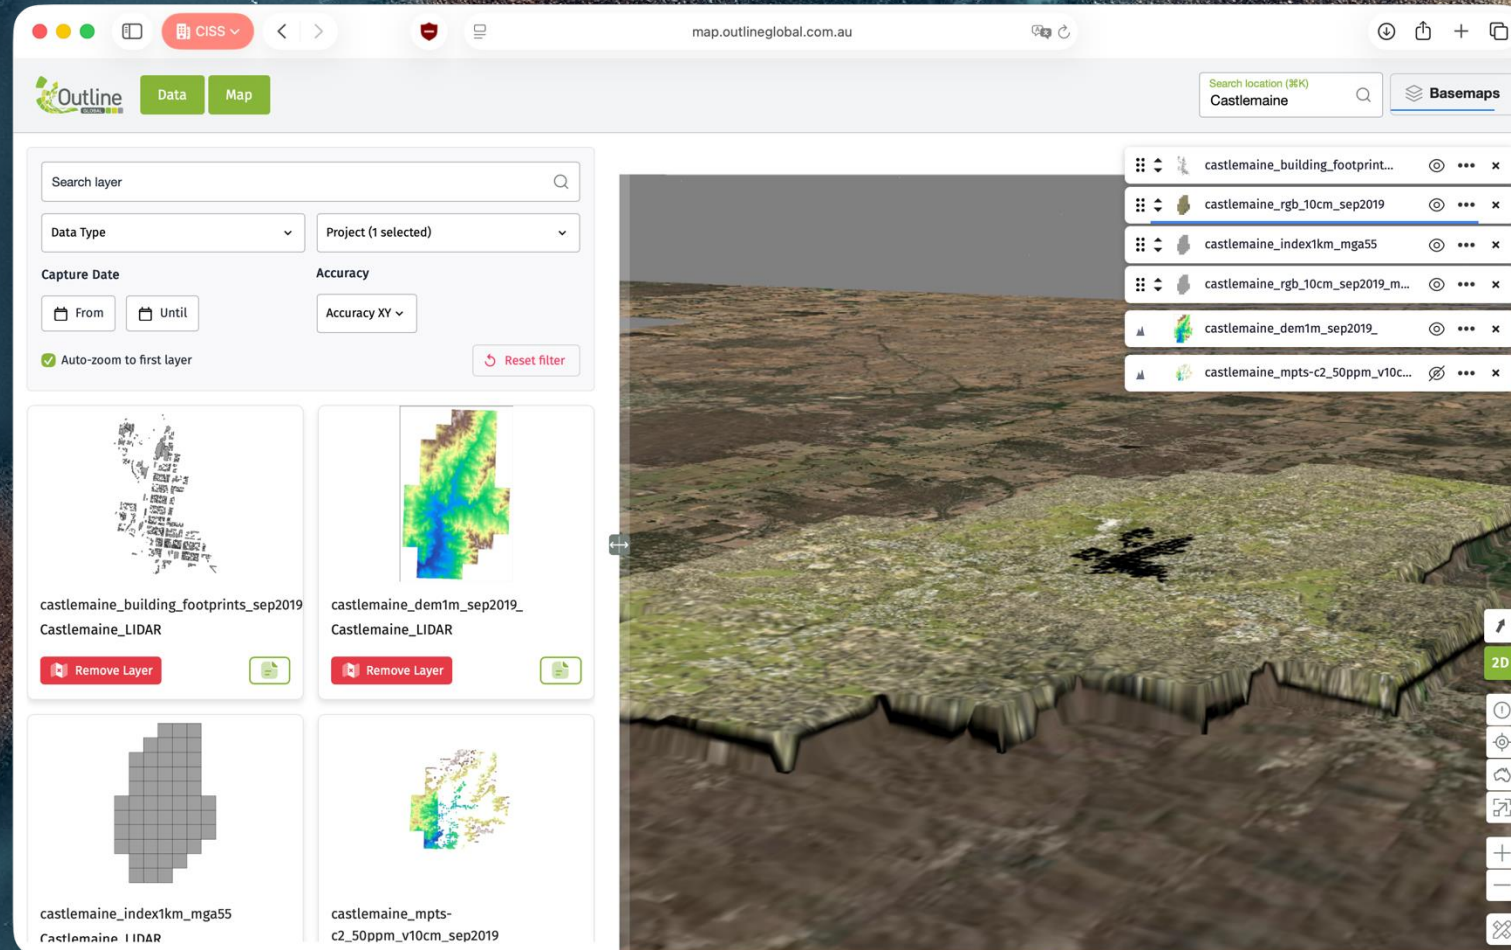 CISS
map.outlineglobal.com.au
Outline
GLOBAL
Data
Map
Search location (⌘K)
Castlemaine
Basemaps
Search layer
Data Type
Project (1 selected)
Capture Date
Accuracy
From
Until
Accuracy XY
Auto-zoom to first layer
Reset filter
castlemaine_building_footprints_sep2019
Castlemaine_LIDAR
Remove Layer
castlemaine_dem1m_sep2019_
Castlemaine_LIDAR
Remove Layer
castlemaine_index1km_mga55
Castlemaine_LIDAR
castlemaine_mpts-
c2_50ppm_v10cm_sep2019
castlemaine_building_footprint...
castlemaine_rgb_10cm_sep2019
castlemaine_index1km_mga55
castlemaine_rgb_10cm_sep2019_m...
castlemaine_dem1m_sep2019_
castlemaine_mpts-c2_50ppm_v10c...
2D